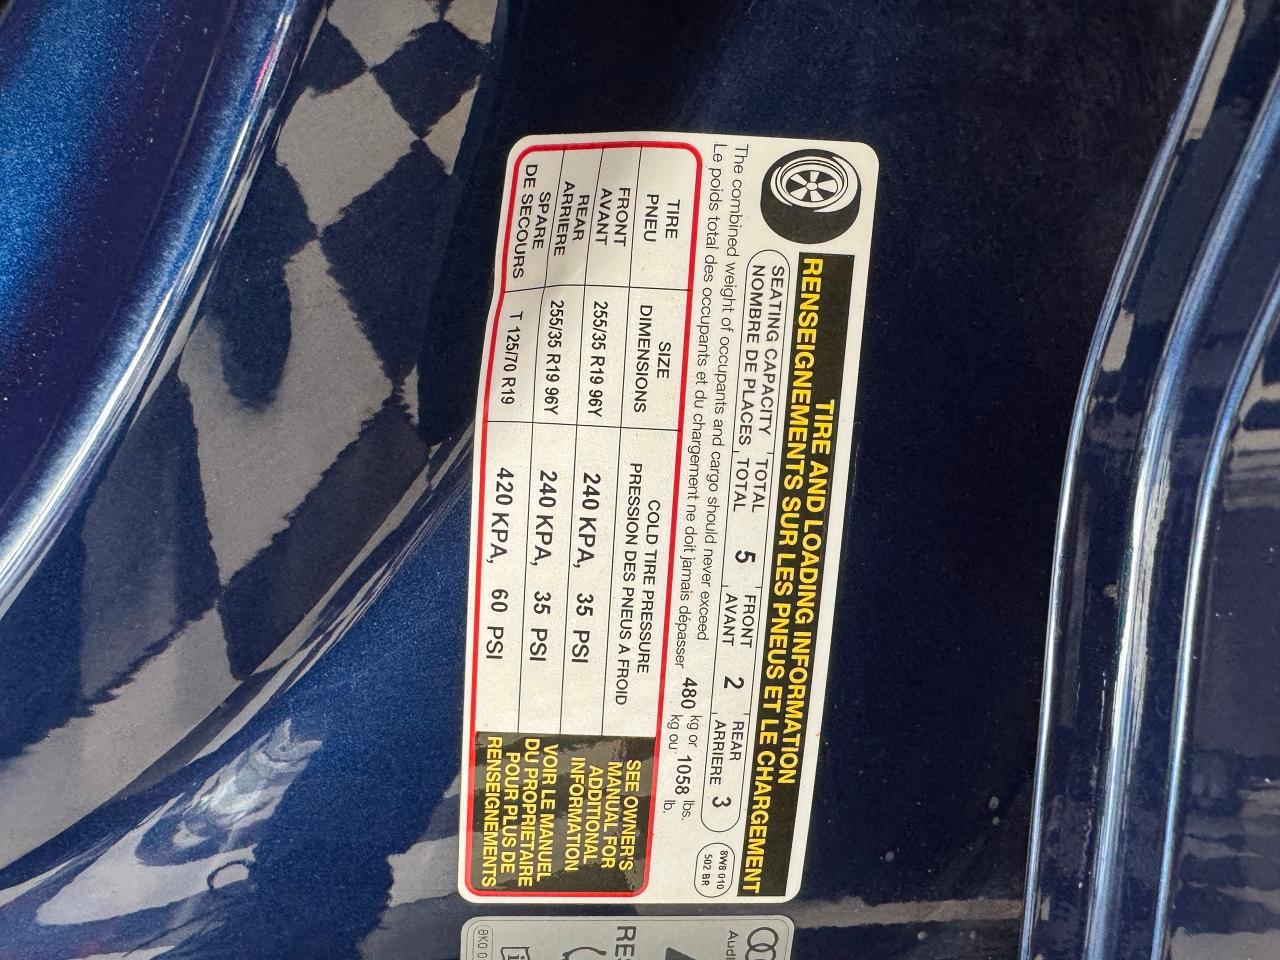 TIRE AND LOADING INFORMATION
RENSEIGNEMENTS SUR LES PNEUS ET LE CHARGEMENT
SEATING CAPACITY TOTAL 5 FRONT 2 REAR 3
NOMBRE DE PLACES TOTAL AVANT ARRIERE
8W8 010
502 BR
The combined weight of occupants and cargo should never exceed 480 kg or 1058 lbs.
Le poids total des occupants et du chargement ne doit jamais dépasser kg ou lb.
TIRE SIZE COLD TIRE PRESSURE
PNEU DIMENSIONS PRESSION DES PNEUS A FROID
FRONT
AVANT 255/35 R19 96Y 240 KPA, 35 PSI
REAR
ARRIERE 255/35 R19 96Y 240 KPA, 35 PSI
SPARE
DE SECOURS T 125/70 R19 420 KPA, 60 PSI
SEE OWNER'S
MANUAL FOR
ADDITIONAL
INFORMATION
VOIR LE MANUEL
DU PROPRIETAIRE
POUR PLUS DE
RENSEIGNEMENTS
Audi
RES
8K0 0